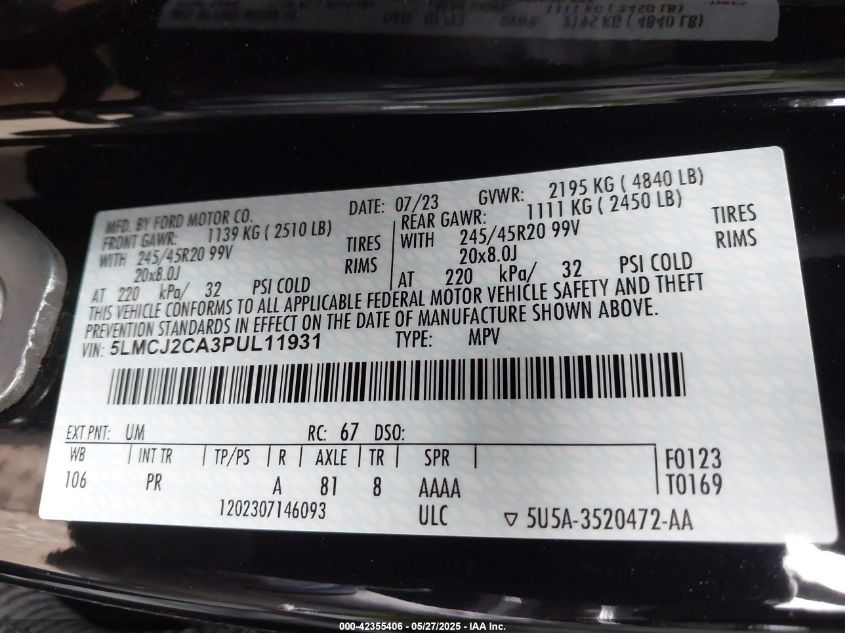 MFD. BY FORD MOTOR CO. DATE: 07/23 GVWR: 2195 KG ( 4840 LB)
FRONT GAWR: 1139 KG ( 2510 LB) REAR GAWR: 1111 KG ( 2450 LB)
WITH 245/45R20 99V TIRES WITH 245/45R20 99V TIRES
20x8.0J RIMS 20x8.0J RIMS
AT 220 kPa/ 32 PSI COLD AT 220 kPa/ 32 PSI COLD
THIS VEHICLE CONFORMS TO ALL APPLICABLE FEDERAL MOTOR VEHICLE SAFETY AND THEFT
PREVENTION STANDARDS IN EFFECT ON THE DATE OF MANUFACTURE SHOWN ABOVE.
VIN: 5LMCJ2CA3PUL11931 TYPE: MPV
EXT PNT: UM RC: 67 DSO:
WB INT TR TP/PS R AXLE TR SPR F0123
106 PR A 81 8 AAAA T0169
1202307146093 ULC ▽ 5U5A-3520472-AA
000-42355406 - 05/27/2025 - IAA Inc.